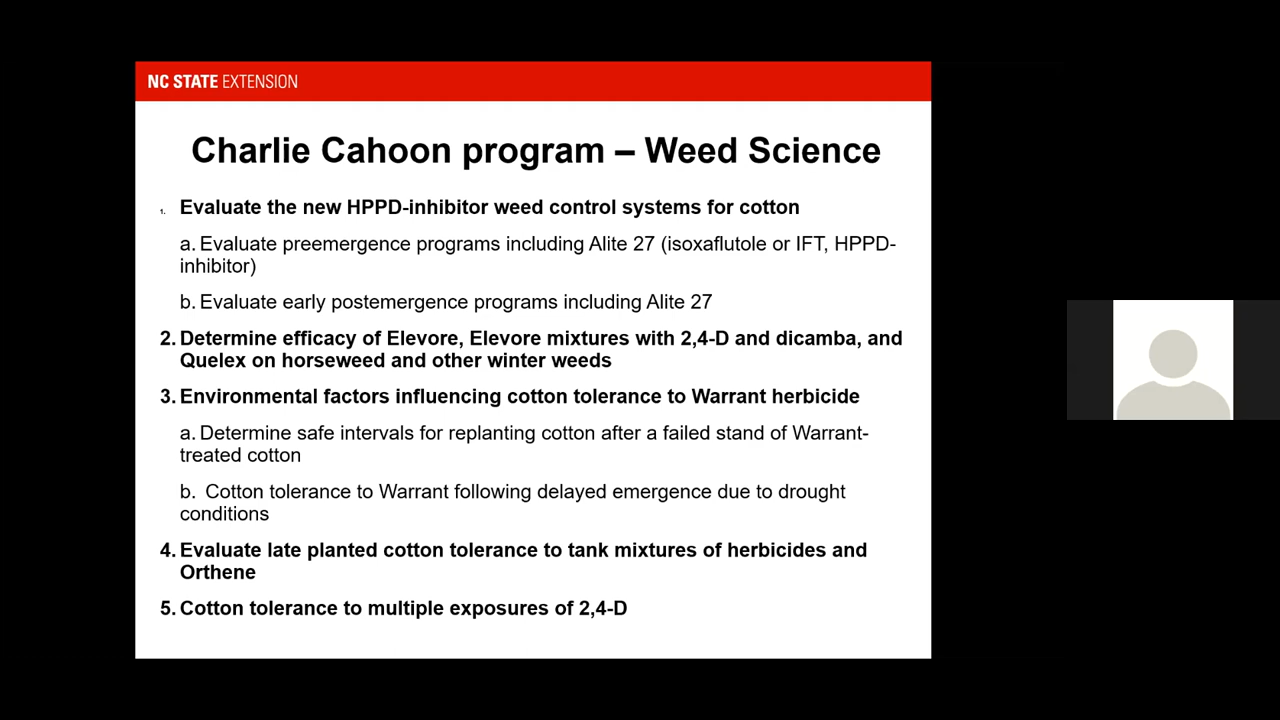 NC STATE EXTENSION
Charlie Cahoon program – Weed Science
1. Evaluate the new HPPD-inhibitor weed control systems for cotton
a. Evaluate preemergence programs including Alite 27 (isoxaflutole or IFT, HPPD-
inhibitor)
b. Evaluate early postemergence programs including Alite 27
2. Determine efficacy of Elevore, Elevore mixtures with 2,4-D and dicamba, and
Quelex on horseweed and other winter weeds
3. Environmental factors influencing cotton tolerance to Warrant herbicide
a. Determine safe intervals for replanting cotton after a failed stand of Warrant-
treated cotton
b. Cotton tolerance to Warrant following delayed emergence due to drought
conditions
4. Evaluate late planted cotton tolerance to tank mixtures of herbicides and
Orthene
5. Cotton tolerance to multiple exposures of 2,4-D